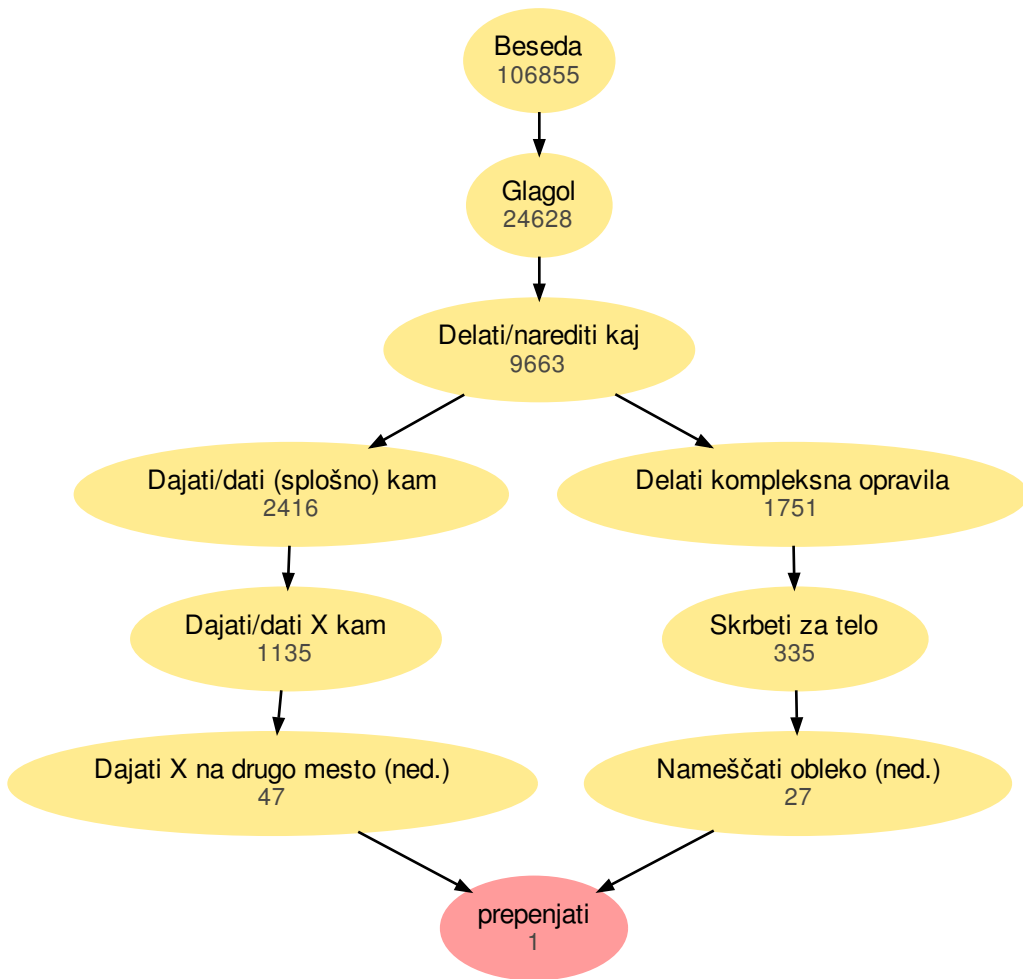 Beseda
106855
Glagol
24628
Delati/narediti kaj
9663
Dajati/dati (splošno) kam
2416
Delati kompleksna opravila
1751
Dajati/dati X kam
1135
Skrbeti za telo
335
Dajati X na drugo mesto (ned.)
47
Nameščati obleko (ned.)
27
prepenjati
1